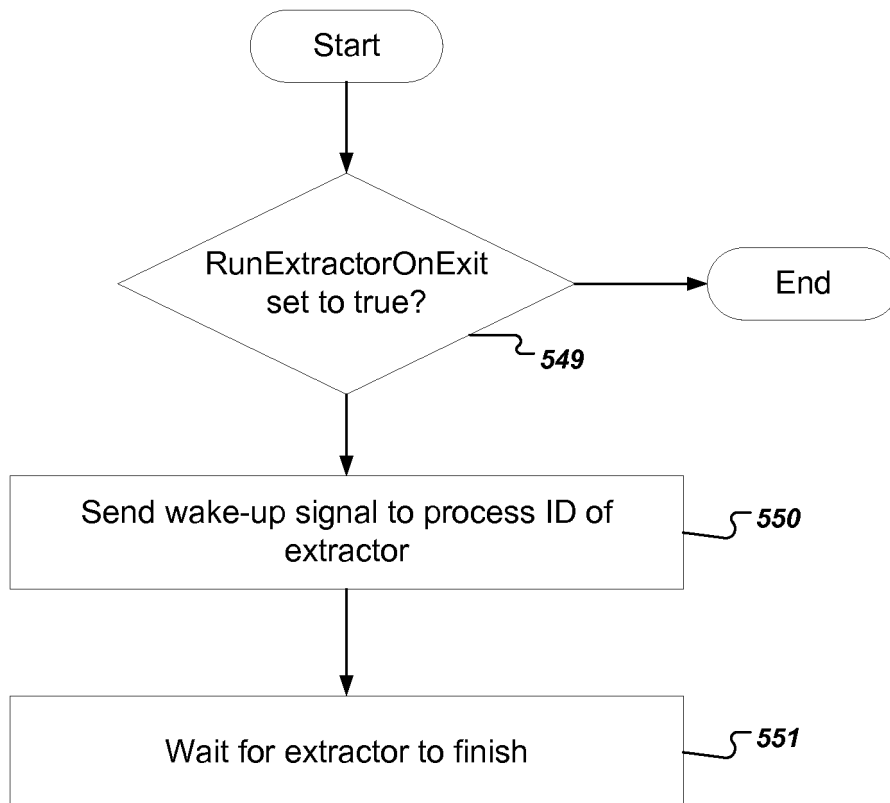 Start
RunExtractorOnExit
set to true?
End
549
Send wake-up signal to process ID of
extractor
550
Wait for extractor to finish
551